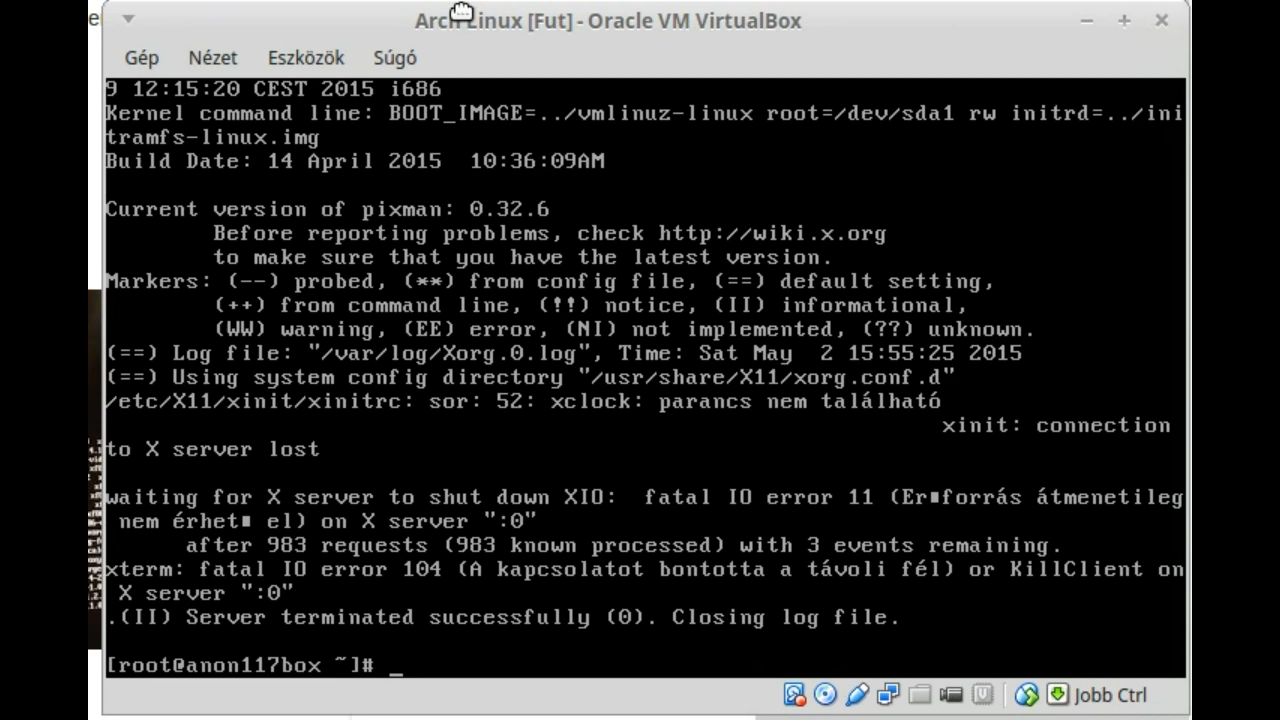 Arch Linux [Fut] - Oracle VM VirtualBox
Gép Nézet Eszközök Súgó
9 12:15:20 CEST 2015 i686
Kernel command line: BOOT_IMAGE=../vmlinuz-linux root=/dev/sda1 rw initrd=../ini
tramfs-linux.img
Build Date: 14 April 2015  10:36:09AM
Current version of pixman: 0.32.6
Before reporting problems, check http://wiki.x.org
to make sure that you have the latest version.
Markers: (--) probed, (**) from config file, (==) default setting,
(++) from command line, (!!) notice, (II) informational,
(WW) warning, (EE) error, (NI) not implemented, (??) unknown.
(==) Log file: "/var/log/Xorg.0.log", Time: Sat May  2 15:55:25 2015
(==) Using system config directory "/usr/share/X11/xorg.conf.d"
/etc/X11/xinit/xinitrc: sor: 52: xclock: parancs nem található
xinit: connection
to X server lost
waiting for X server to shut down XIO:  fatal IO error 11 (Er■forrás átmenetileg
nem érhet■ el) on X server ":0"
after 983 requests (983 known processed) with 3 events remaining.
xterm: fatal IO error 104 (A kapcsolatot bontotta a távoli fél) or KillClient on
X server ":0"
.(II) Server terminated successfully (0). Closing log file.
[root@anon117box ~]# _
Jobb Ctrl